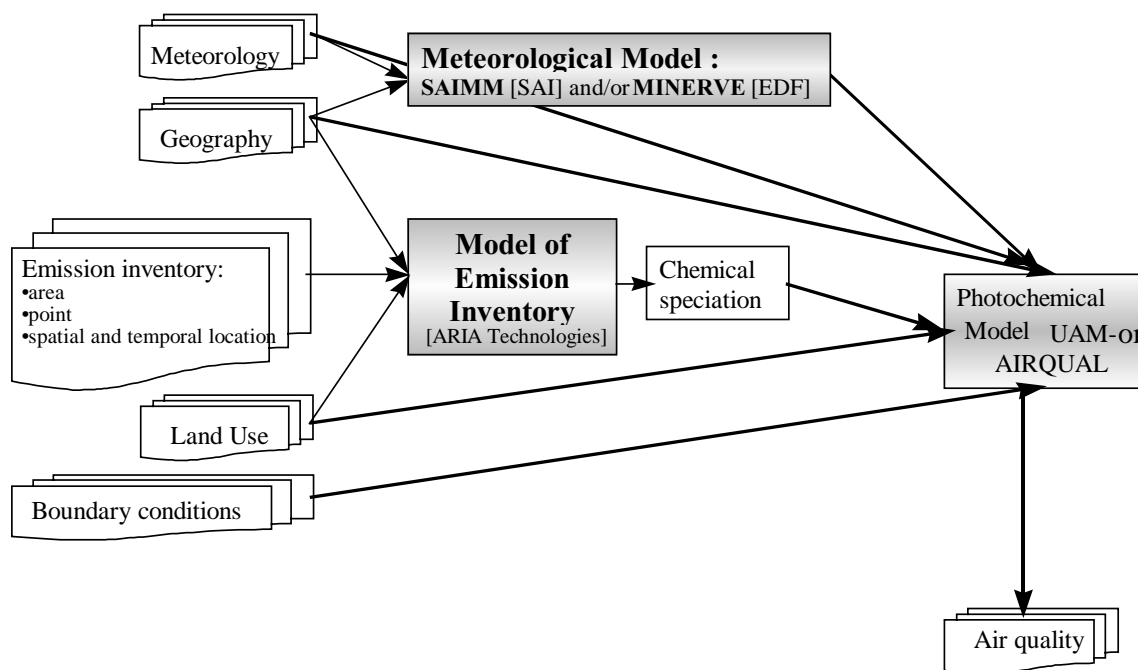 Meteorology
Meteorological Model :
SAIMM [SAI] and/or MINERVE [EDF]
Geography
Emission inventory:
•area
•point
•spatial and temporal location
Model of
Emission
Inventory
[ARIA Technologies]
Chemical
speciation
Photochemical
Model UAM-or
AIRQUAL
Land Use
Boundary conditions
Air quality